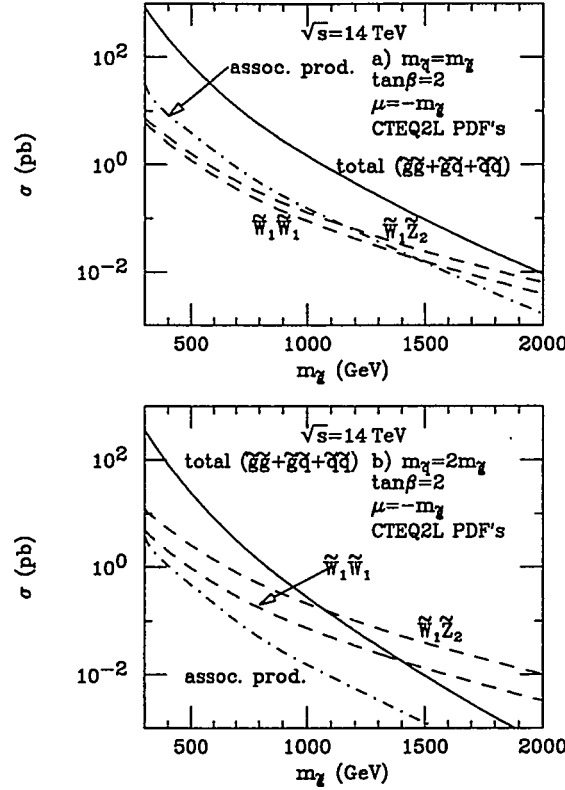 √s=14 TeV
a) m_q̃=m_g̃
assoc. prod.
tanβ=2
μ=−m_g̃
CTEQ2L PDF's
total (g̃g̃+g̃q̃+q̃q̃)
W̃₁W̃₁
W̃₁Z̃₂
σ (pb)
10²
10⁰
10⁻²
500
1000
1500
2000
m_g̃ (GeV)
√s=14 TeV
total (g̃g̃+g̃q̃+q̃q̃)
b) m_q̃=2m_g̃
tanβ=2
μ=−m_g̃
CTEQ2L PDF's
W̃₁W̃₁
W̃₁Z̃₂
assoc. prod.
σ (pb)
10²
10⁰
10⁻²
500
1000
1500
2000
m_g̃ (GeV)